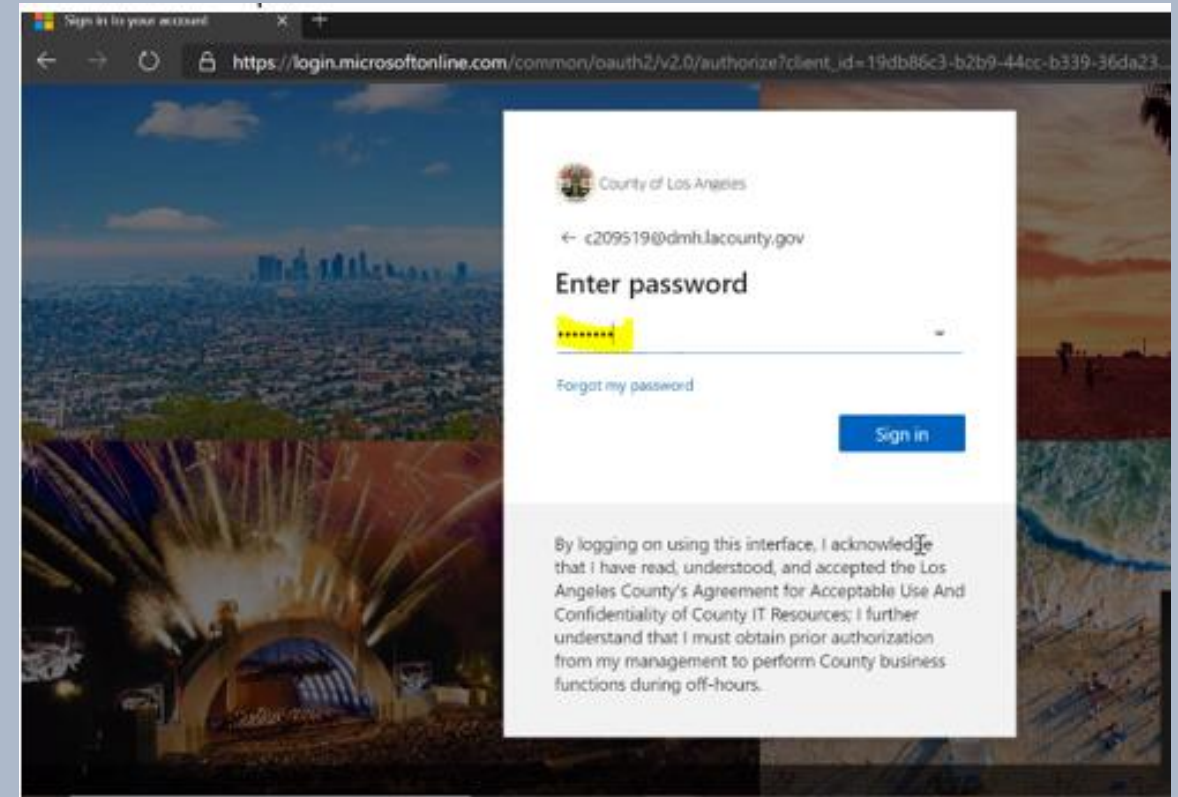 Sign in to your account
https://login.microsoftonline.com/common/oauth2/v2.0/authorize?client_id=19db86c3-b2b9-44cc-b339-36da23...
County of Los Angeles
← c209519@dmh.lacounty.gov
Enter password
••••••••
Forgot my password
Sign in
By logging on using this interface, I acknowledge
that I have read, understood, and accepted the Los
Angeles County's Agreement for Acceptable Use And
Confidentiality of County IT Resources; I further
understand that I must obtain prior authorization
from my management to perform County business
functions during off-hours.